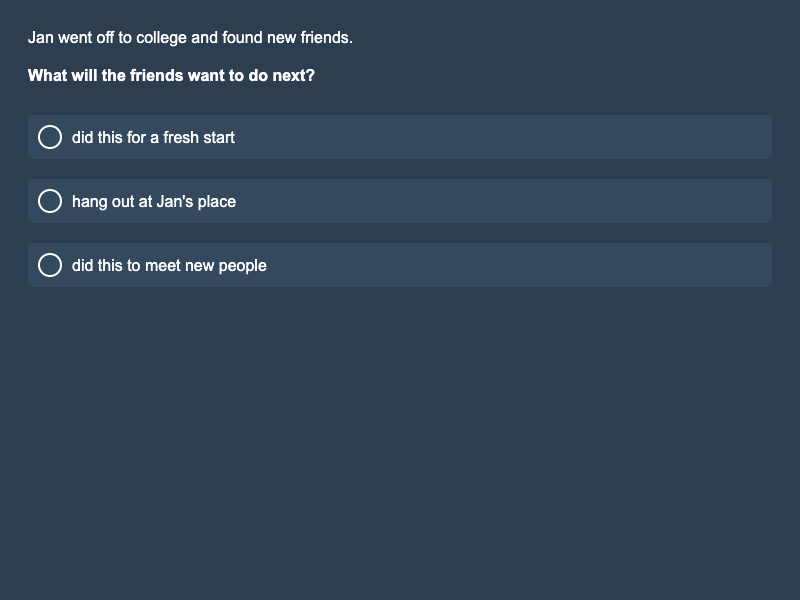 Jan went off to college and found new friends.
What will the friends want to do next?
did this for a fresh start
hang out at Jan's place
did this to meet new people